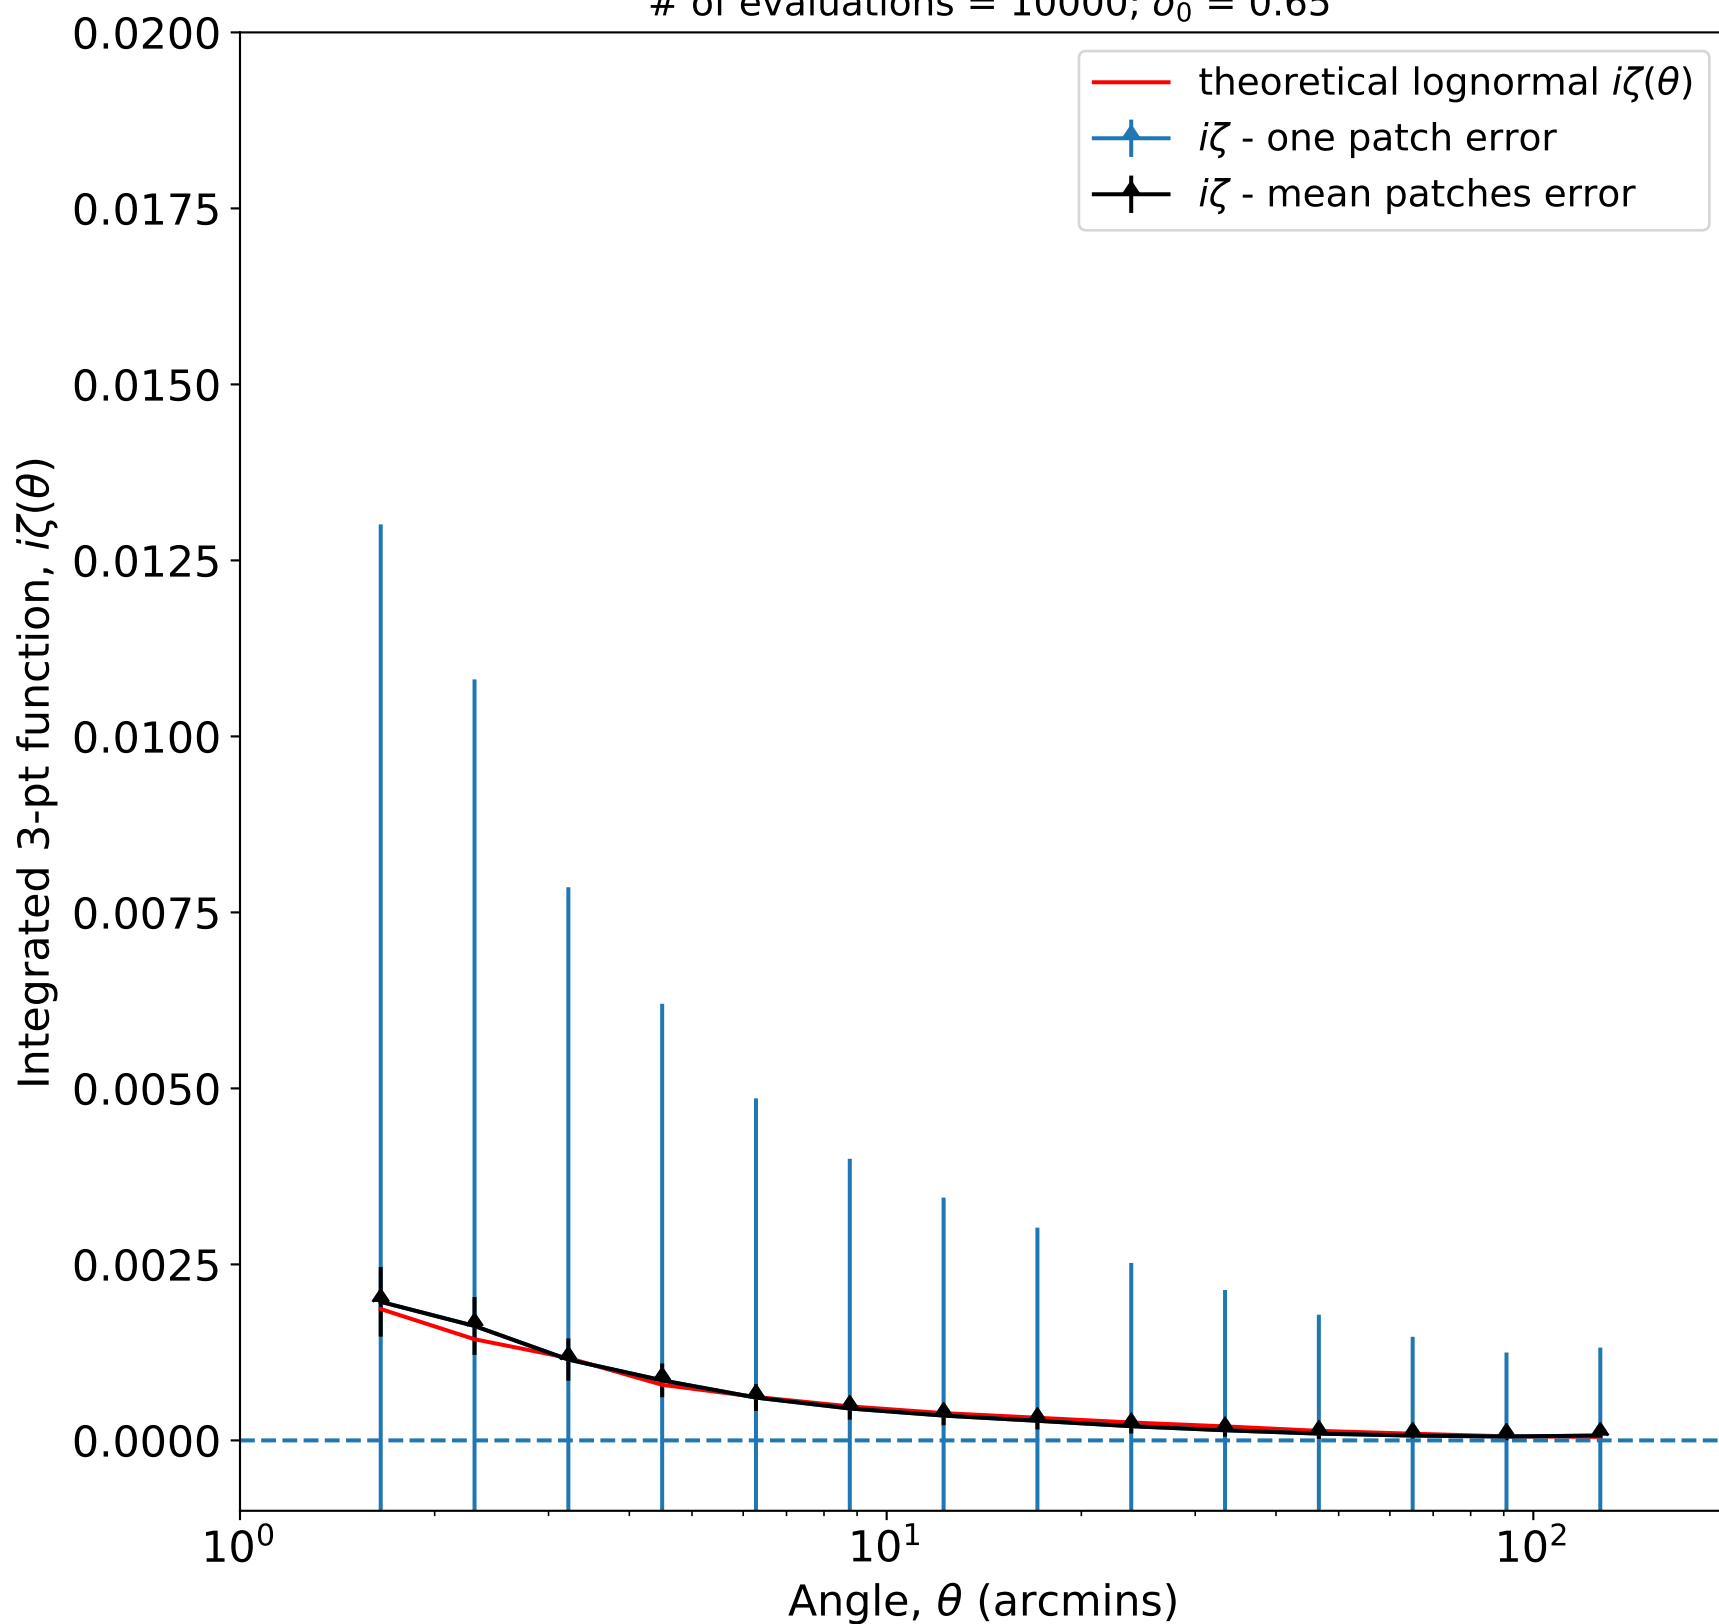 # of evaluations = 10000; δ₀ = 0.65
0.0200
0.0175
0.0150
0.0125
0.0100
0.0075
0.0050
0.0025
0.0000
Integrated 3-pt function, iζ(θ)
theoretical lognormal iζ(θ)
iζ - one patch error
iζ - mean patches error
10⁰ 10¹ 10²
Angle, θ (arcmins)